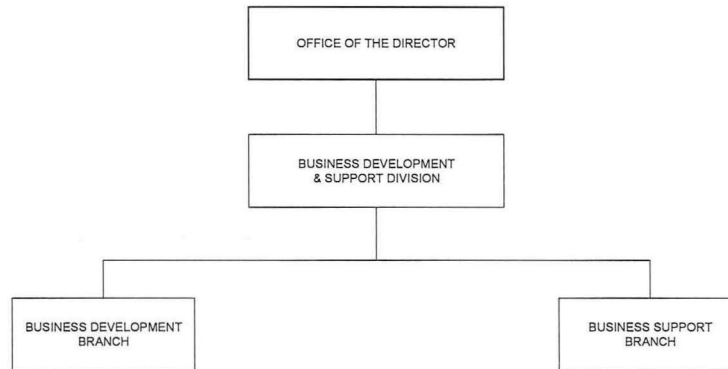 OFFICE OF THE DIRECTOR
BUSINESS DEVELOPMENT
& SUPPORT DIVISION
BUSINESS DEVELOPMENT
BRANCH
BUSINESS SUPPORT
BRANCH